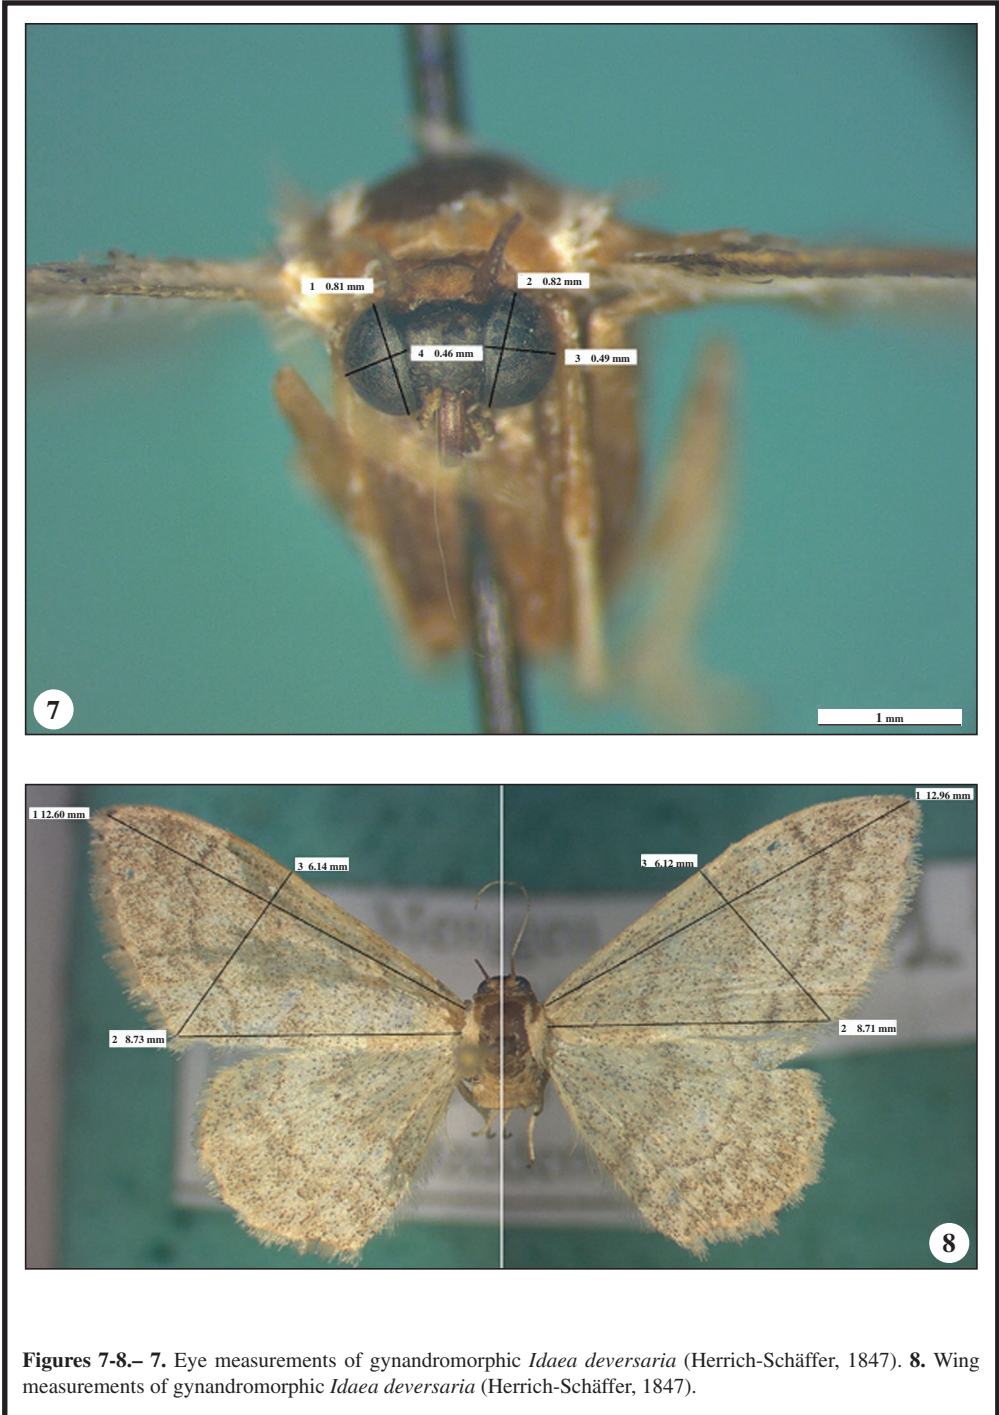 1 0.81 mm
2 0.82 mm
4 0.46 mm
3 0.49 mm
7
1 mm
1 12.60 mm
1 12.96 mm
3 6.14 mm
3 6.12 mm
2 8.73 mm
2 8.71 mm
8
Figures 7-8.– 7. Eye measurements of gynandromorphic Idaea deversaria (Herrich-Schäffer, 1847). 8. Wing
measurements of gynandromorphic Idaea deversaria (Herrich-Schäffer, 1847).